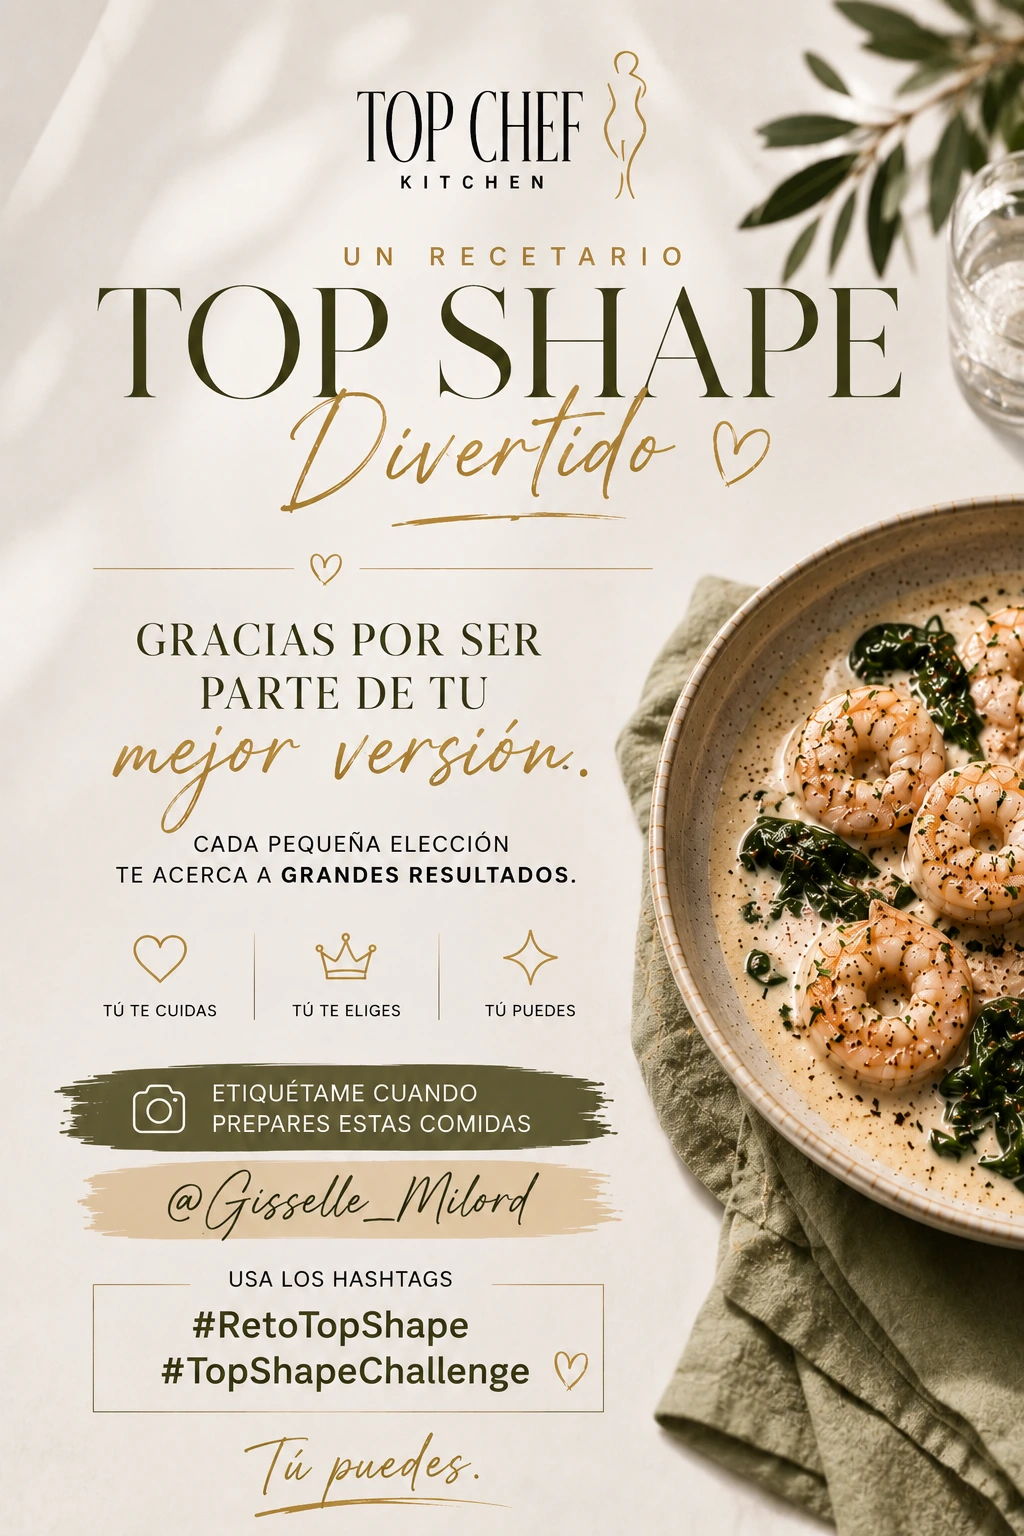 TOP CHEF
KITCHEN
UN RECETARIO
TOP SHAPE
Divertido
GRACIAS POR SER
PARTE DE TU
mejor versión.
CADA PEQUEÑA ELECCIÓN
TE ACERCA A GRANDES RESULTADOS.
TÚ TE CUIDAS
TÚ TE ELIGES
TÚ PUEDES
ETIQUÉTAME CUANDO
PREPARES ESTAS COMIDAS
@Gisselle_Milord
USA LOS HASHTAGS
#RetoTopShape
#TopShapeChallenge
Tú puedes.